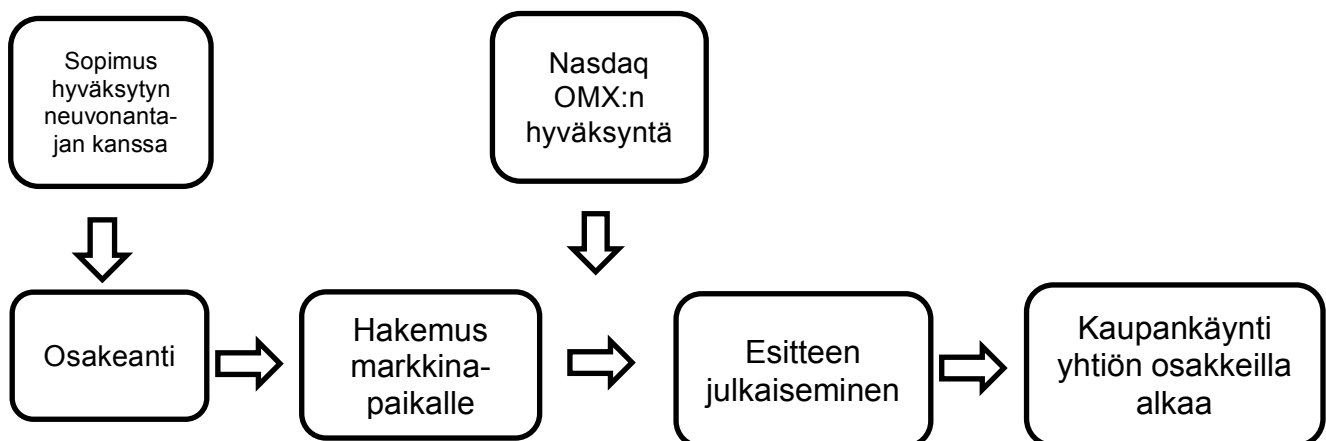 Sopimus
hyväksytyn
neuvonanta-
jan kanssa
Nasdaq
OMX:n
hyväksyntä
Osakeanti
Hakemus
markkina-
paikalle
Esitteen
julkaiseminen
Kaupankäynti
yhtiön osakkeilla
alkaa